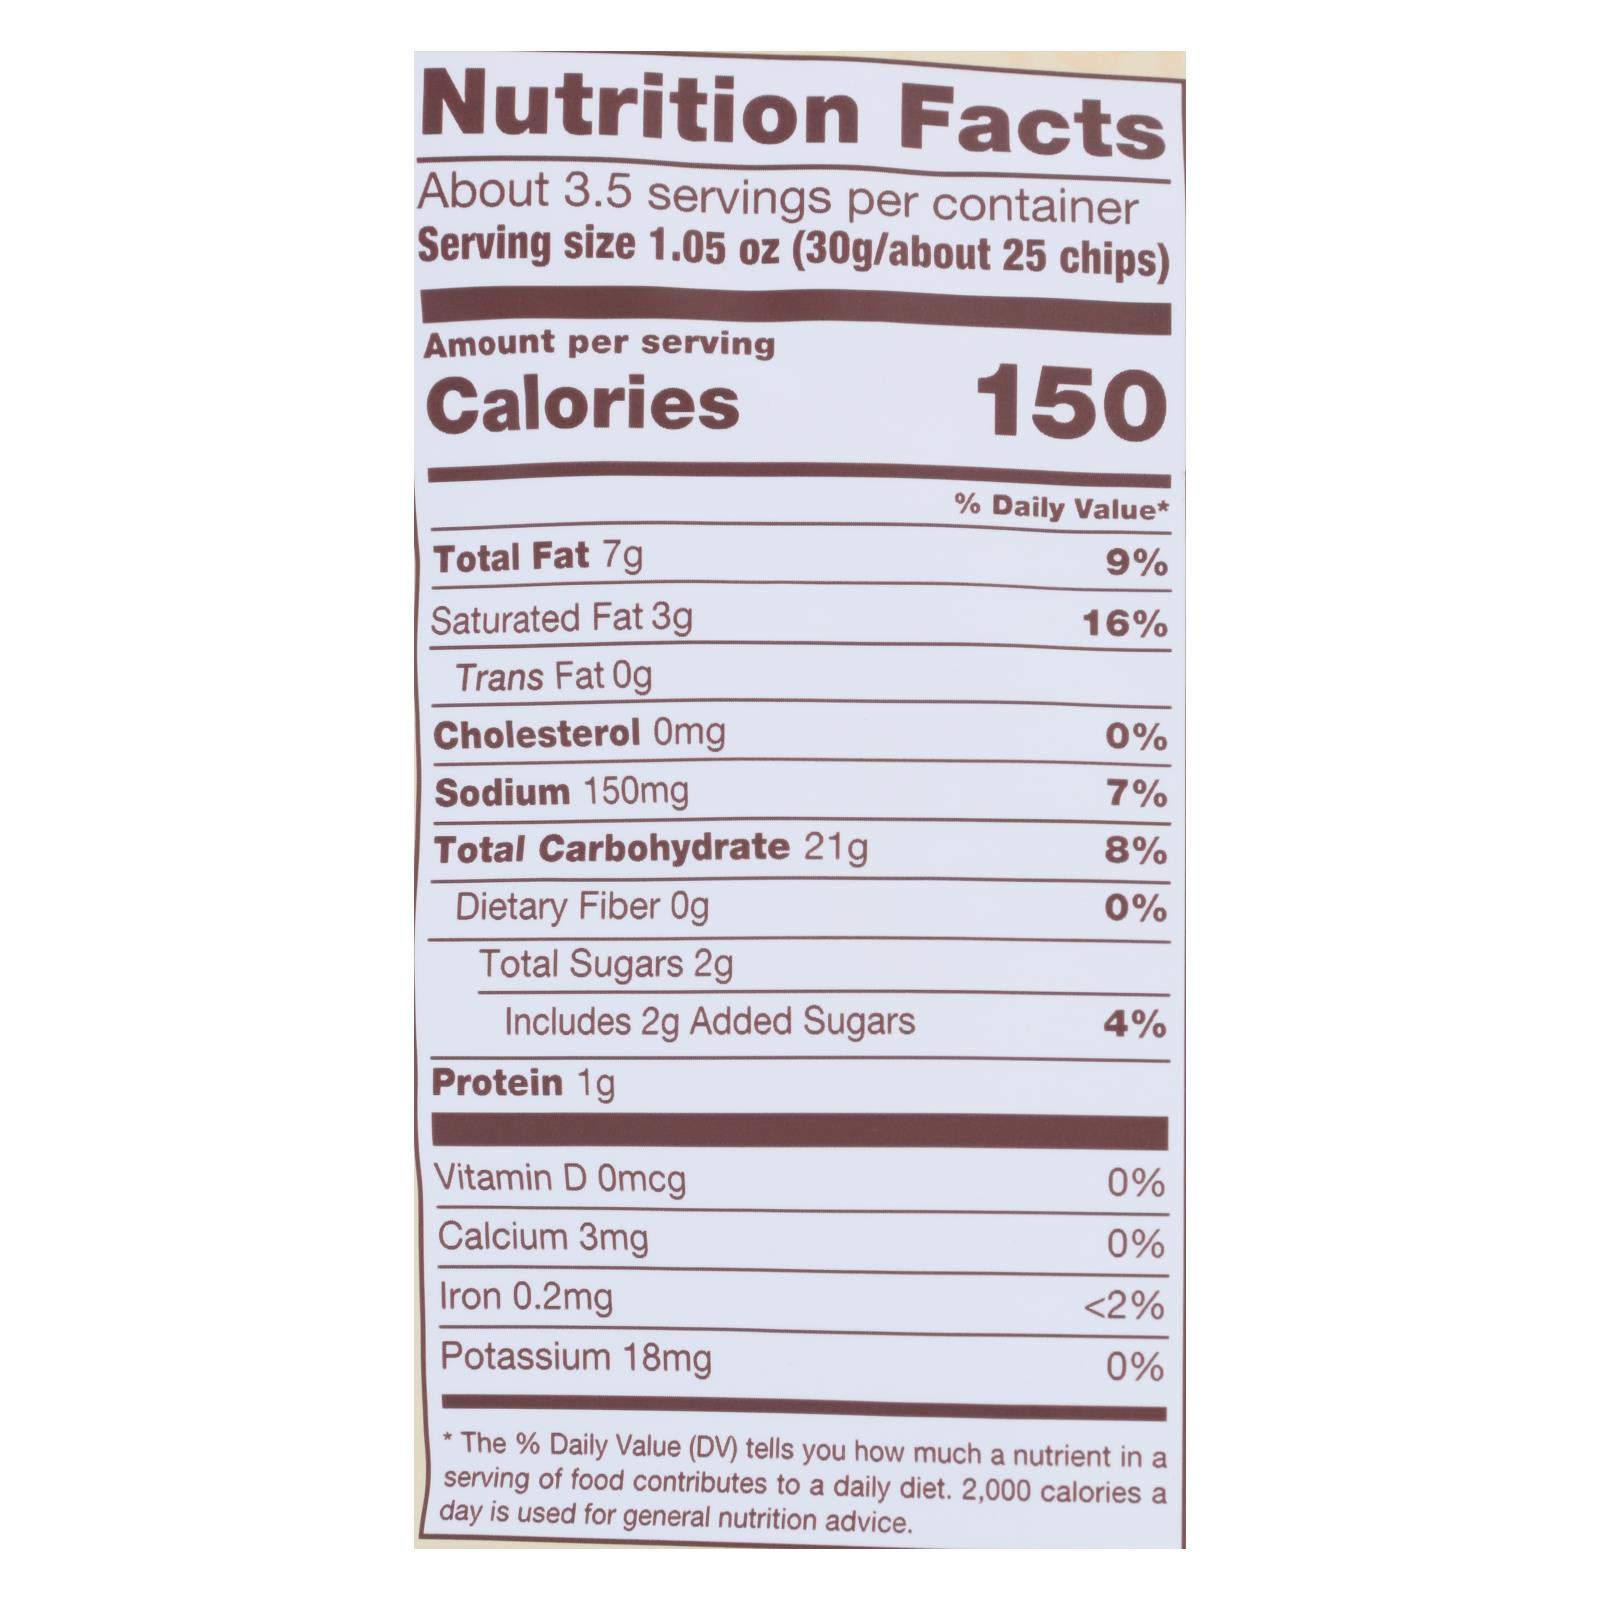 Nutrition Facts
About 3.5 servings per container
Serving size 1.05 oz (30g/about 25 chips)
Amount per serving
Calories 150
% Daily Value*
Total Fat 7g 9%
Saturated Fat 3g 16%
Trans Fat 0g
Cholesterol 0mg 0%
Sodium 150mg 7%
Total Carbohydrate 21g 8%
Dietary Fiber 0g 0%
Total Sugars 2g
Includes 2g Added Sugars 4%
Protein 1g
Vitamin D 0mcg 0%
Calcium 3mg 0%
Iron 0.2mg <2%
Potassium 18mg 0%
* The % Daily Value (DV) tells you how much a nutrient in a
serving of food contributes to a daily diet. 2,000 calories a
day is used for general nutrition advice.